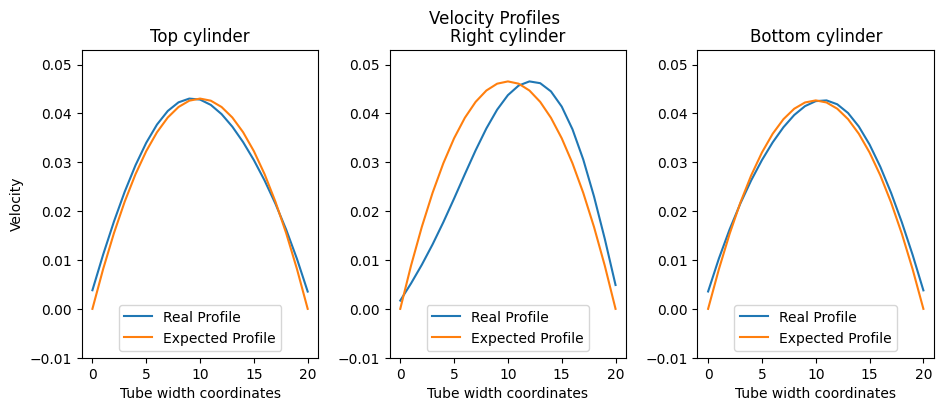 Velocity Profiles
Top cylinder
Right cylinder
Bottom cylinder
Velocity
0.05
0.04
0.03
0.02
0.01
0.00
−0.01
0 5 10 15 20
Tube width coordinates
Real Profile
Expected Profile
0.05
0.04
0.03
0.02
0.01
0.00
−0.01
0 5 10 15 20
Tube width coordinates
Real Profile
Expected Profile
0.05
0.04
0.03
0.02
0.01
0.00
−0.01
0 5 10 15 20
Tube width coordinates
Real Profile
Expected Profile